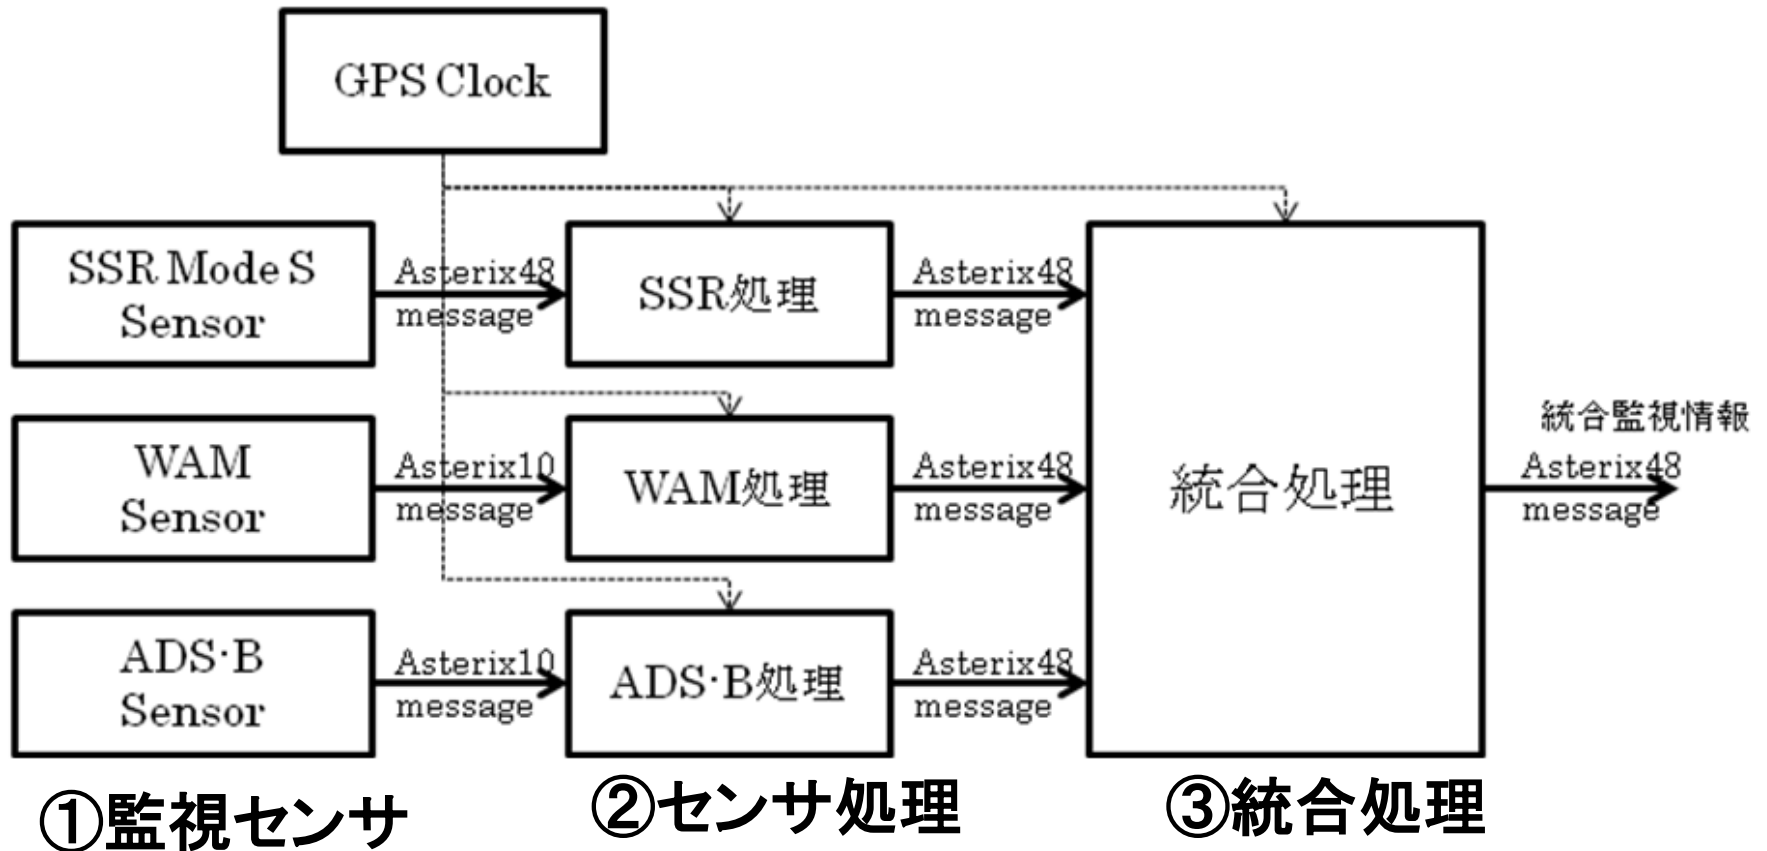 GPS Clock
SSR Mode S
Sensor
Asterix48
message
SSR処理
Asterix48
message
WAM
Sensor
Asterix10
message
WAM処理
Asterix48
message
統合処理
統合監視情報
Asterix48
message
ADS-B
Sensor
Asterix10
message
ADS-B処理
Asterix48
message
①監視センサ
②センサ処理
③統合処理